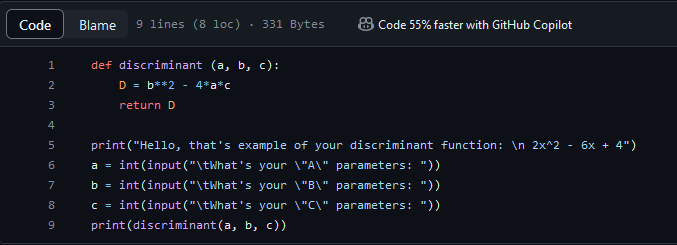 Code Blame 9 lines (8 loc) · 331 Bytes Code 55% faster with GitHub Copilot
1 def discriminant (a, b, c):
2     D = b**2 - 4*a*c
3     return D
4
5 print("Hello, that's example of your discriminant function: \n 2x^2 - 6x + 4")
6 a = int(input("\tWhat's your \"A\" parameters: "))
7 b = int(input("\tWhat's your \"B\" parameters: "))
8 c = int(input("\tWhat's your \"C\" parameters: "))
9 print(discriminant(a, b, c))